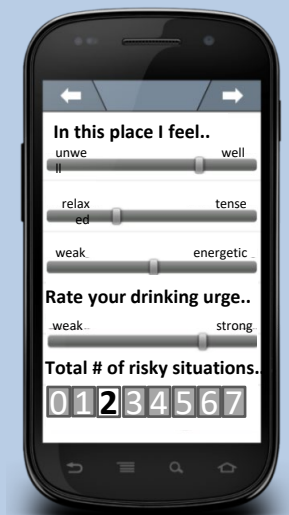 In this place I feel..
unwe well
ll
relax tense
ed
weak energetic
Rate your drinking urge..
weak strong
Total # of risky situations..
0 1 2 3 4 5 6 7